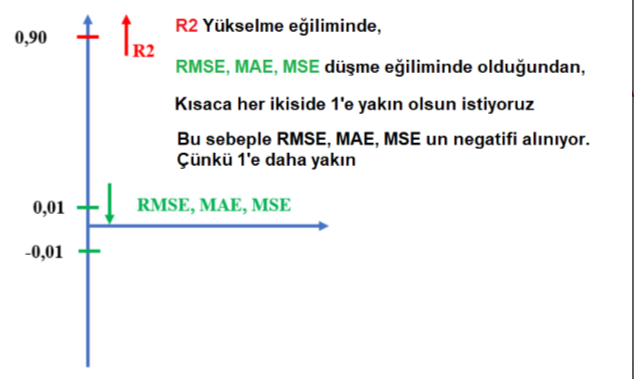 R2 Yükselme eğiliminde,
0,90
R2
RMSE, MAE, MSE düşme eğiliminde olduğundan,
Kısaca her ikiside 1'e yakın olsun istiyoruz
Bu sebeple RMSE, MAE, MSE un negatifi alınıyor.
Çünkü 1'e daha yakın
0,01
RMSE, MAE, MSE
-0,01